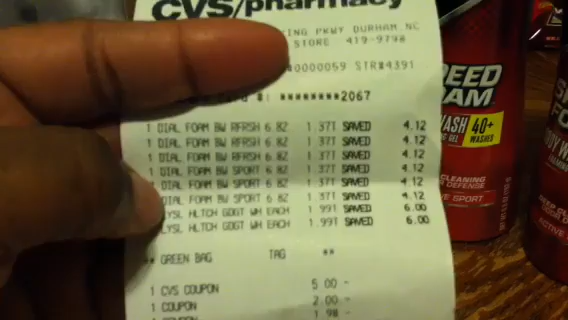 CVS/pharmacy
PKWY DURHAM, NC
STORE 419-9798
#0000059 STR#4391
#: ********2067
1 DIAL FOAM BW RFRSH 6.8Z 1.37T SAVED 4.12
1 DIAL FOAM BW RFRSH 6.8Z 1.37T SAVED 4.12
1 DIAL FOAM BW RFRSH 6.8Z 1.37T SAVED 4.12
1 DIAL FOAM BW SPORT 6.8Z 1.37T SAVED 4.12
1 DIAL FOAM BW SPORT 6.8Z 1.37T SAVED 4.12
DIAL FOAM BW SPORT 6.8Z 1.37T SAVED 4.12
LYSL HLTCH GDGT WH EACH 1.99T SAVED 6.00
LYSL HLTCH GDGT WH EACH 1.99T SAVED 6.00
** GREEN BAG TAG **
1 CVS COUPON 5.00 -
1 COUPON 2.00 -
COUPON 1.98 -
40+
WASHES
CLEANING
DEFENSE
SPORT
ACTIVE